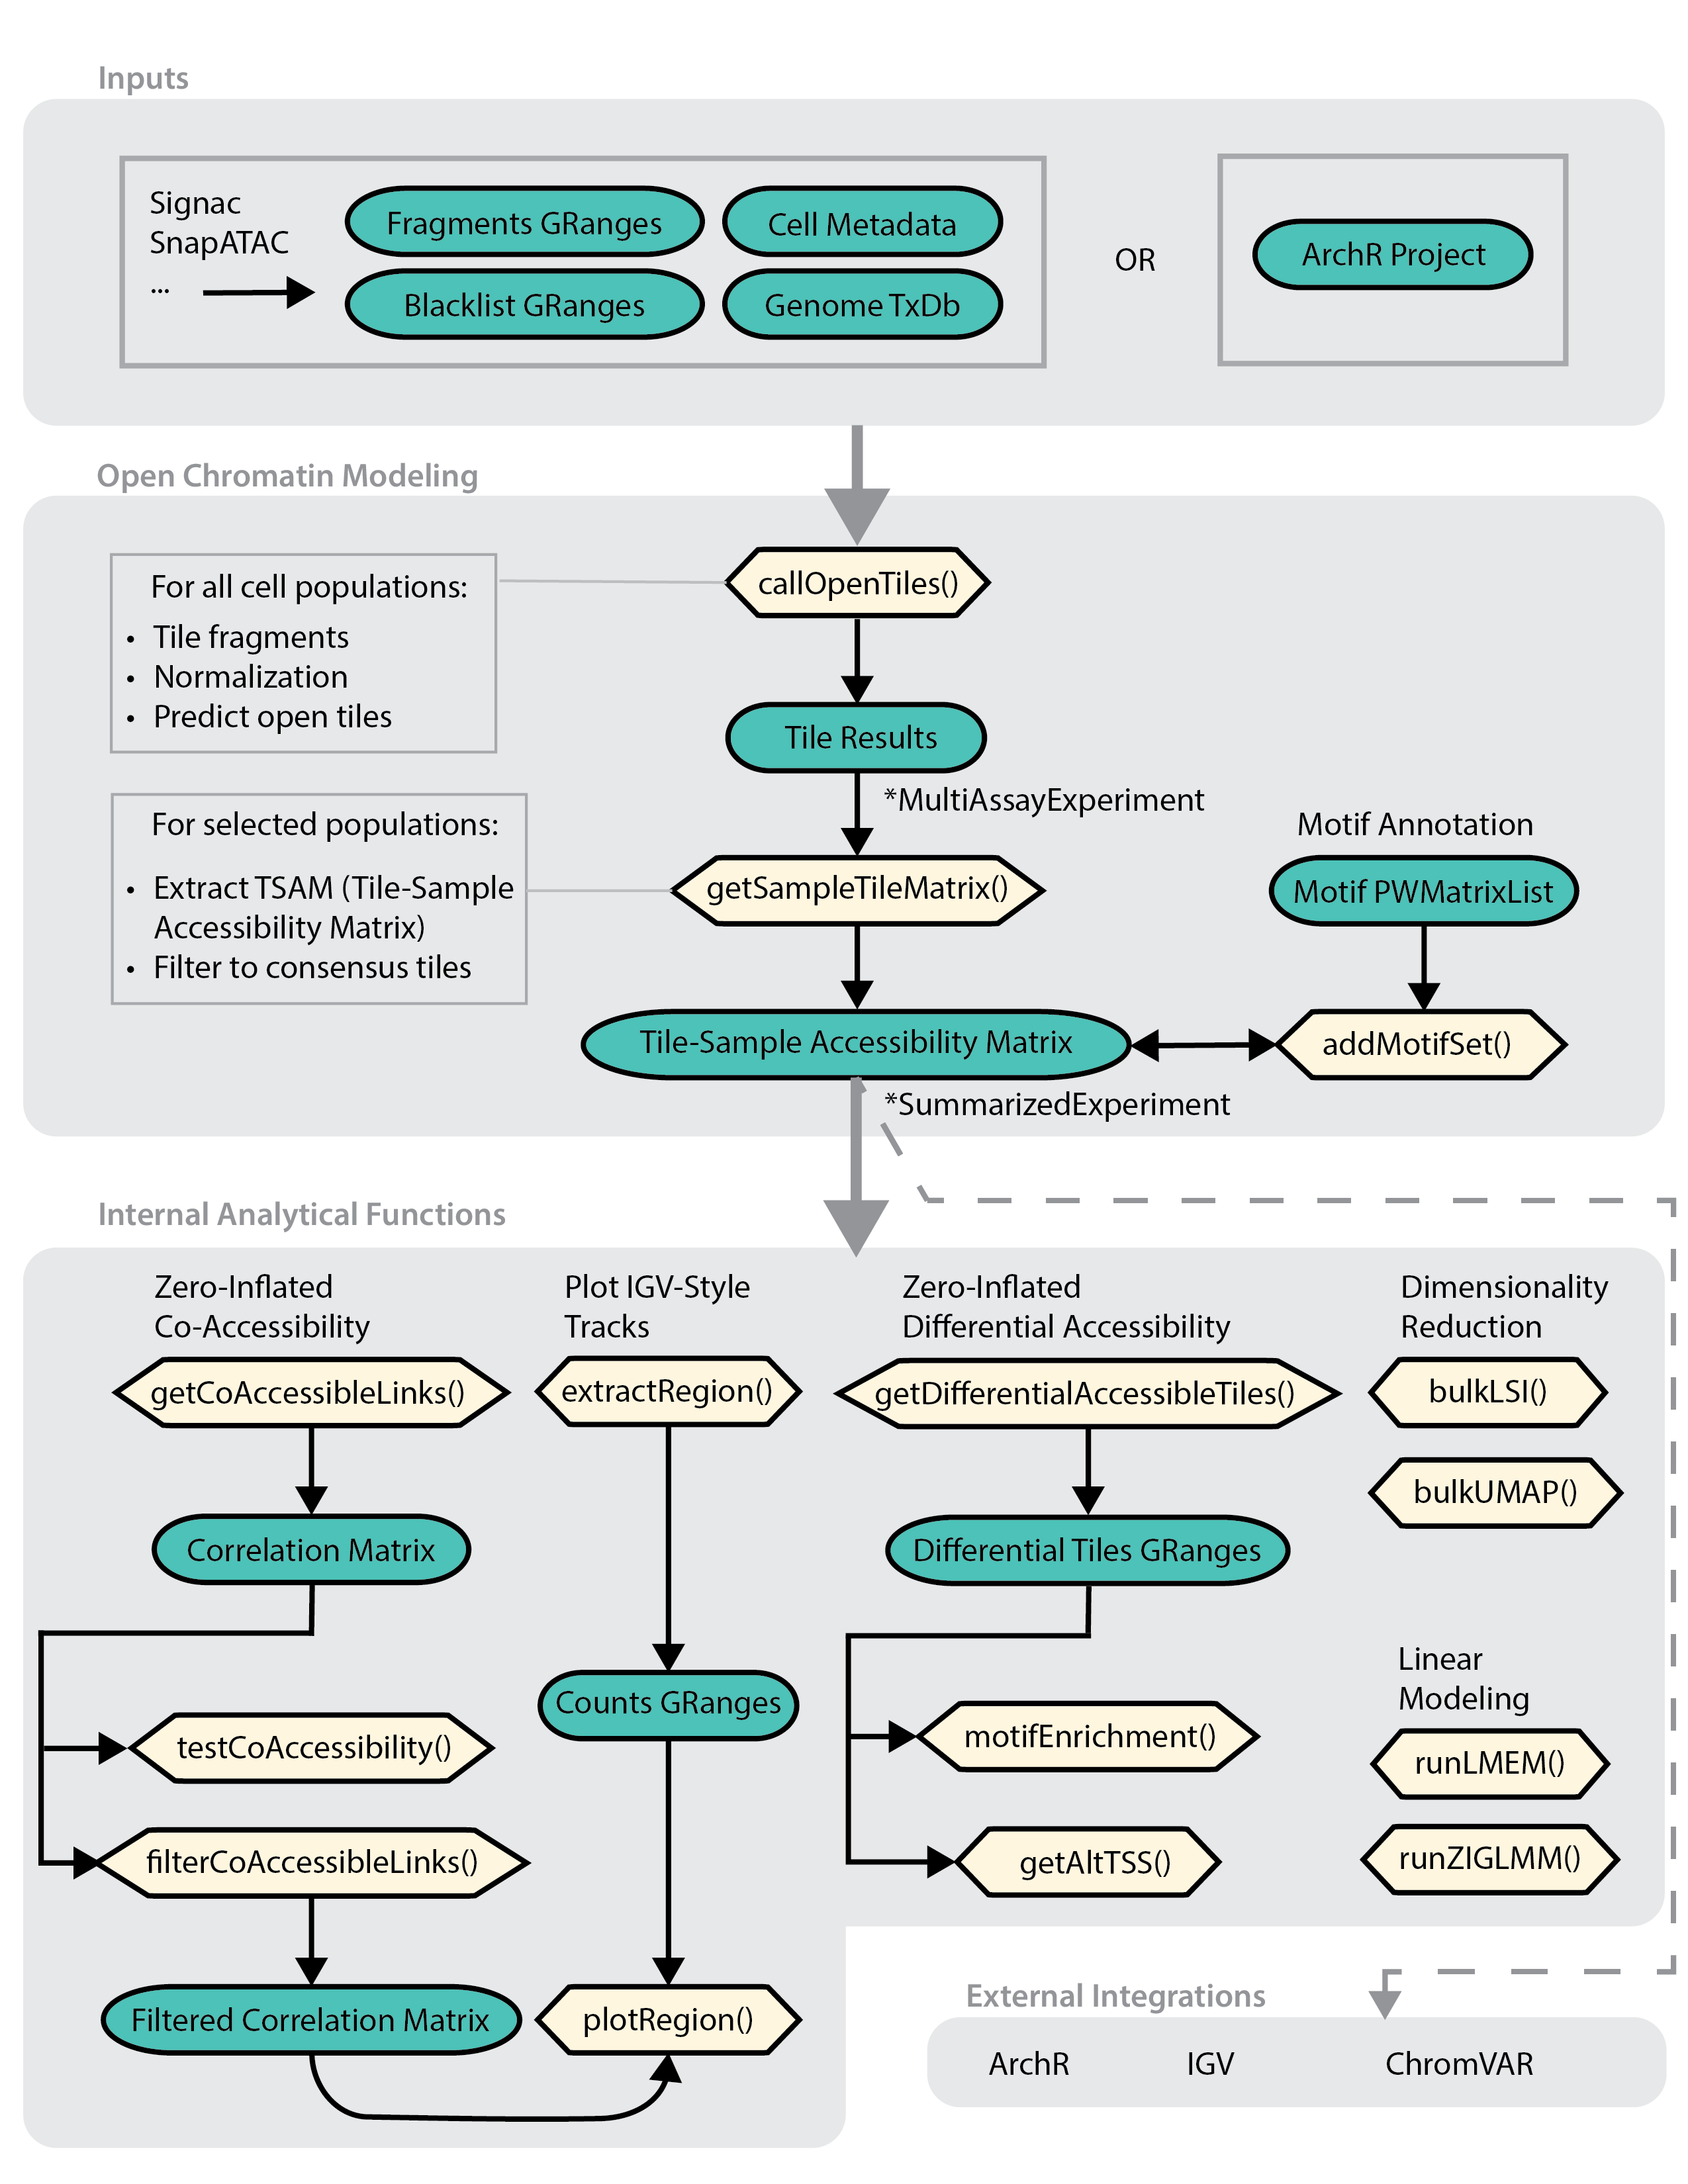 Inputs
Signac
SnapATAC
...
Fragments GRanges
Cell Metadata
Blacklist GRanges
Genome TxDb
OR
ArchR Project
Open Chromatin Modeling
For all cell populations:
• Tile fragments
• Normalization
• Predict open tiles
callOpenTiles()
Tile Results
*MultiAssayExperiment
For selected populations:
• Extract TSAM (Tile-Sample
Accessibility Matrix)
• Filter to consensus tiles
getSampleTileMatrix()
Motif Annotation
Motif PWMatrixList
Tile-Sample Accessibility Matrix
addMotifSet()
*SummarizedExperiment
Internal Analytical Functions
Zero-Inflated
Co-Accessibility
getCoAccessibleLinks()
Correlation Matrix
testCoAccessibility()
filterCoAccessibleLinks()
Filtered Correlation Matrix
Plot IGV-Style
Tracks
extractRegion()
Counts GRanges
plotRegion()
Zero-Inflated
Differential Accessibility
getDifferentialAccessibleTiles()
Differential Tiles GRanges
motifEnrichment()
getAltTSS()
Dimensionality
Reduction
bulkLSI()
bulkUMAP()
Linear
Modeling
runLMEM()
runZIGLMM()
External Integrations
ArchR
IGV
ChromVAR